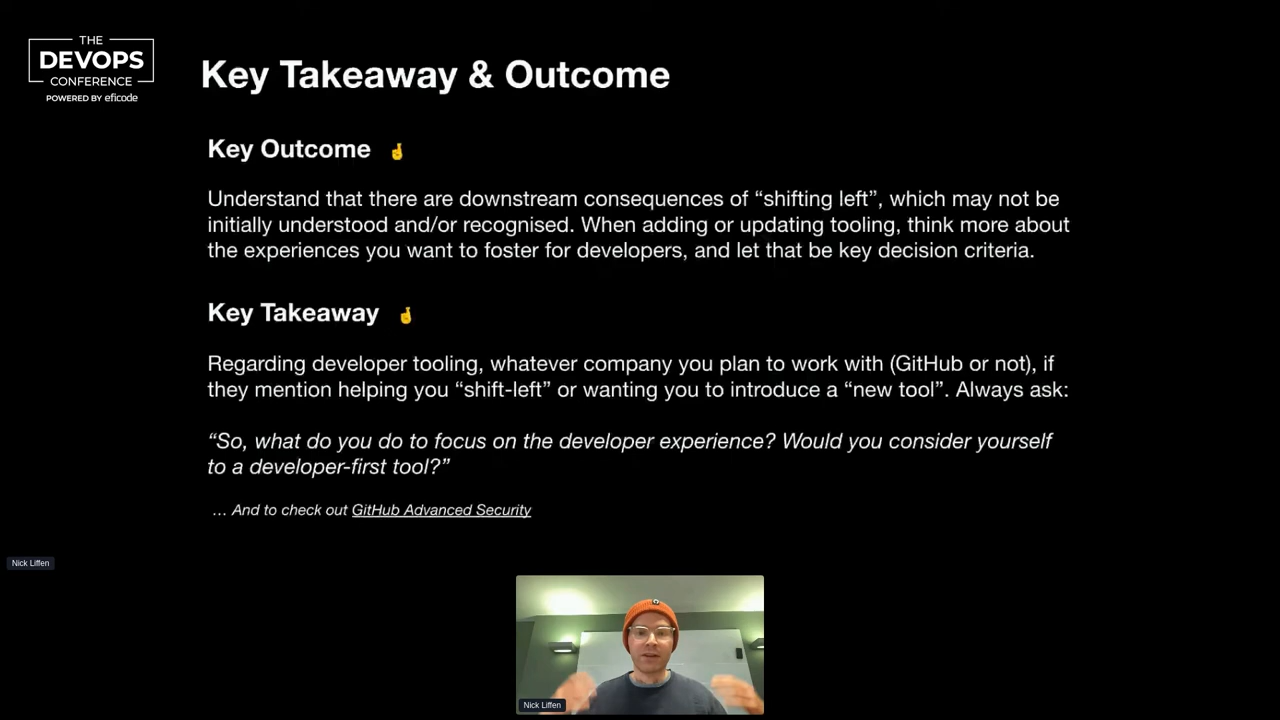 THE
DEVOPS
CONFERENCE
POWERED BY eficode
Key Takeaway & Outcome
Key Outcome
Understand that there are downstream consequences of “shifting left”, which may not be
initially understood and/or recognised. When adding or updating tooling, think more about
the experiences you want to foster for developers, and let that be key decision criteria.
Key Takeaway
Regarding developer tooling, whatever company you plan to work with (GitHub or not), if
they mention helping you “shift-left” or wanting you to introduce a “new tool”. Always ask:
“So, what do you do to focus on the developer experience? Would you consider yourself
to a developer-first tool?”
… And to check out GitHub Advanced Security
Nick Liffen
Nick Liffen